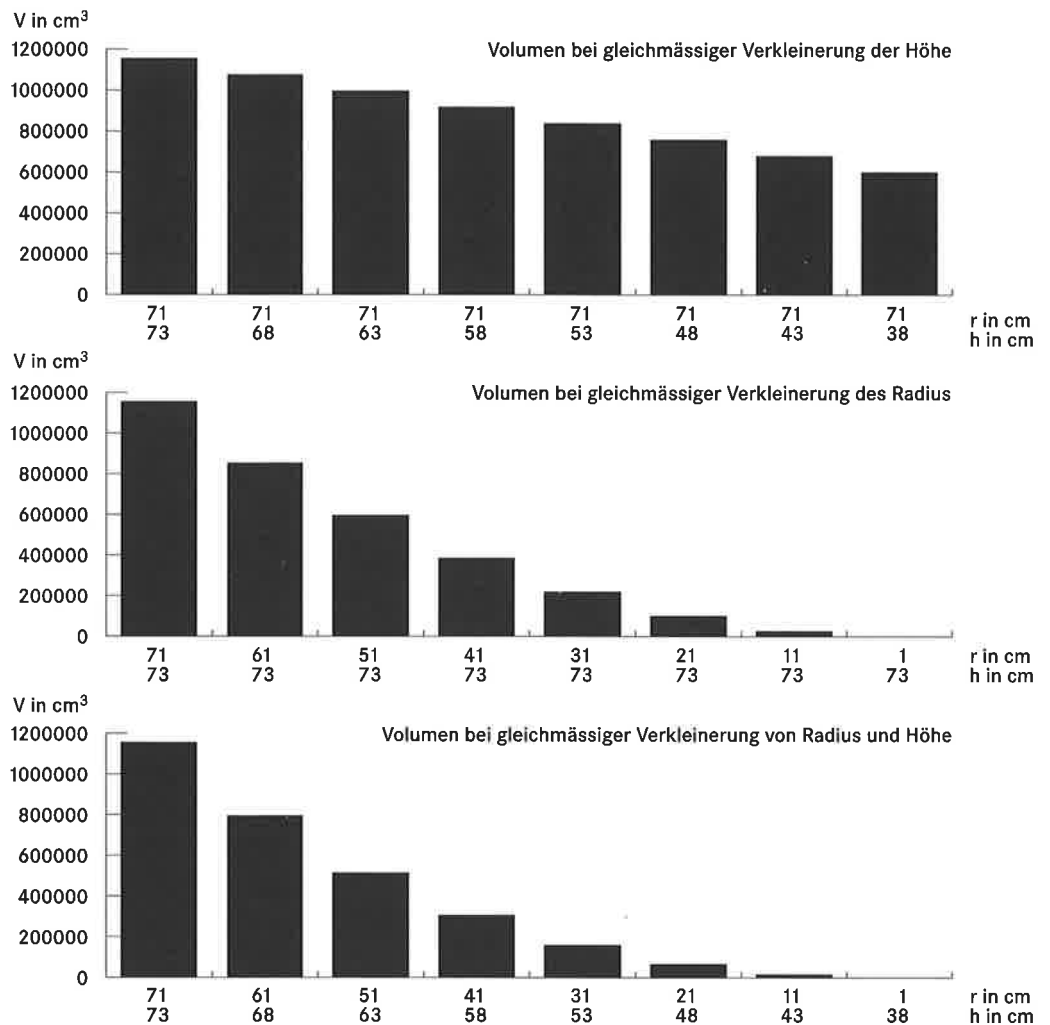 V in cm³
1200000
Volumen bei gleichmässiger Verkleinerung der Höhe
1000000
800000
600000
400000
200000
0
71 71 71 71 71 71 71 71 r in cm
73 68 63 58 53 48 43 38 h in cm
V in cm³
1200000
Volumen bei gleichmässiger Verkleinerung des Radius
1000000
800000
600000
400000
200000
0
71 61 51 41 31 21 11 1 r in cm
73 73 73 73 73 73 73 73 h in cm
V in cm³
1200000
Volumen bei gleichmässiger Verkleinerung von Radius und Höhe
1000000
800000
600000
400000
200000
0
71 61 51 41 31 21 11 1 r in cm
73 68 63 58 53 48 43 38 h in cm